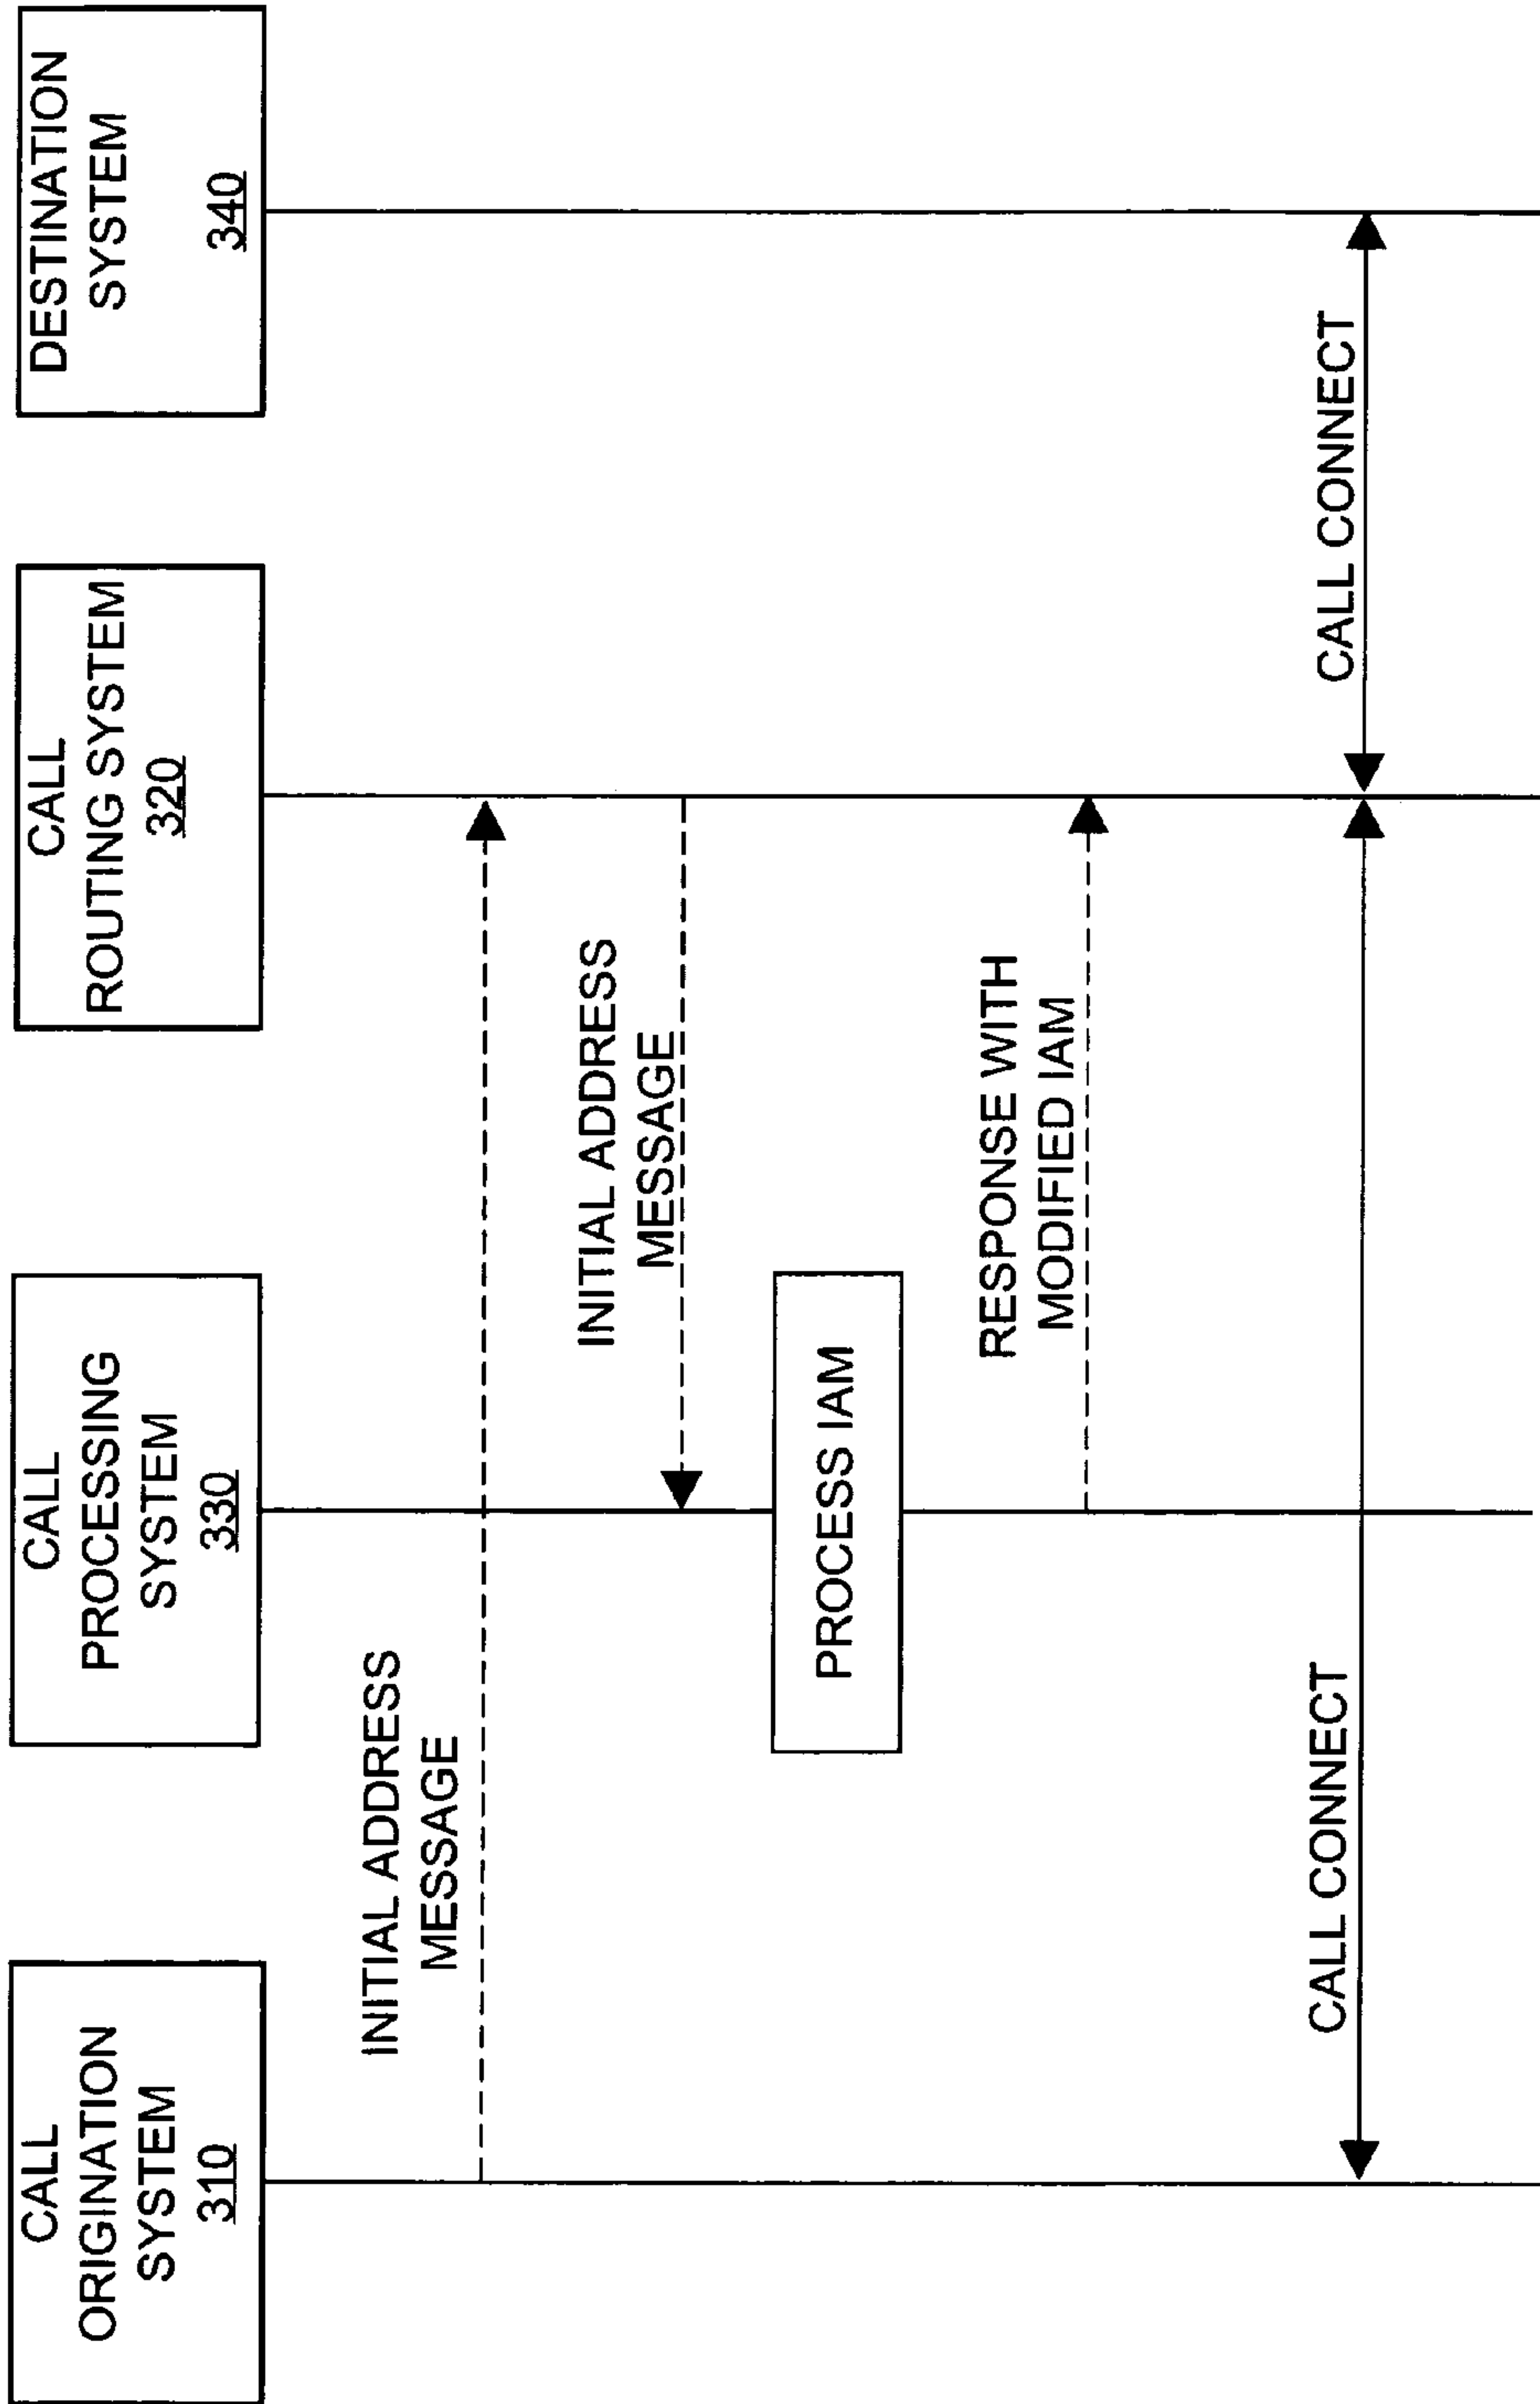 CALL
ORIGINATION
SYSTEM
310
CALL
PROCESSING
SYSTEM
330
CALL
ROUTING SYSTEM
320
DESTINATION
SYSTEM
340
INITIAL ADDRESS
MESSAGE
INITIAL ADDRESS
MESSAGE
PROCESS IAM
RESPONSE WITH
MODIFIED IAM
CALL CONNECT
CALL CONNECT